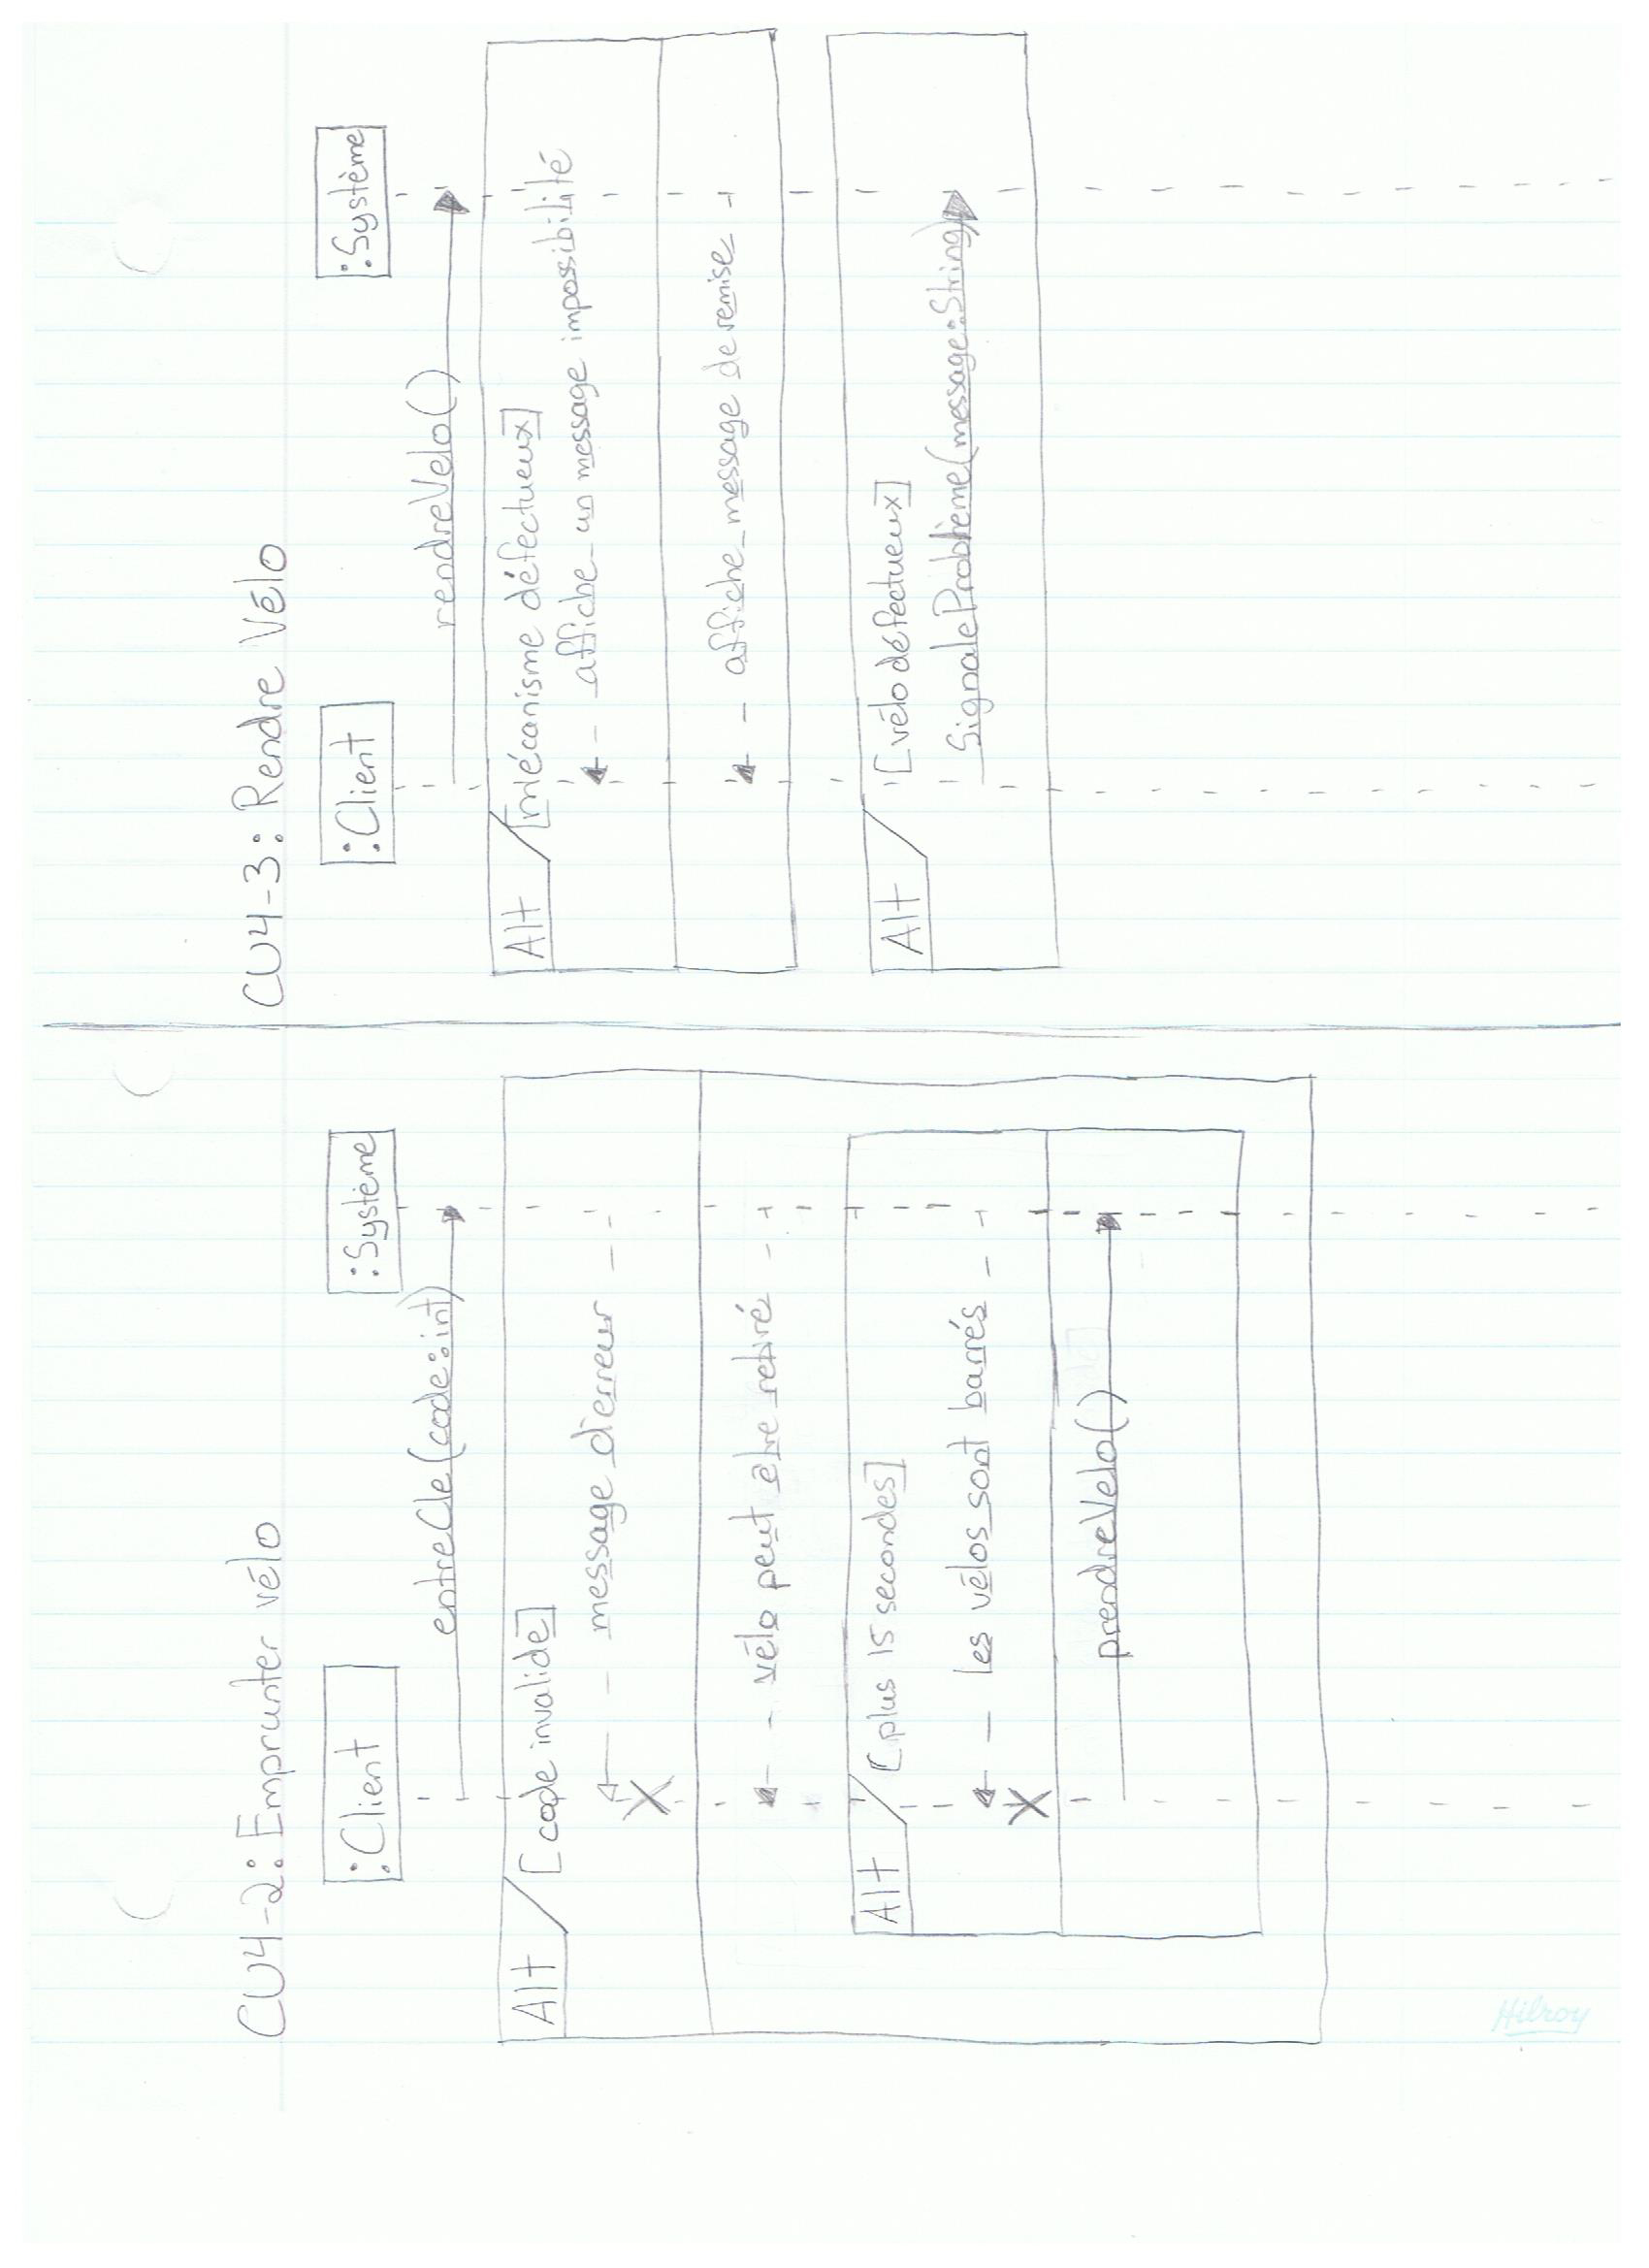 CU4-2: Emprunter vélo
:Client
:Système
entreCle(code:int)
Alt
[code invalide]
message d'erreur
X
vélo peut être retiré
Alt
[plus 15 secondes]
les vélos sont barrés
X
prendreVelo()
Hilroy
CU4-3: Rendre Vélo
:Client
:Système
rendreVelo()
Alt
[mécanisme défectueux]
affiche un message impossibilité
affiche message de remise
Alt
[vélo défectueux]
SignaleProblème(message:String)